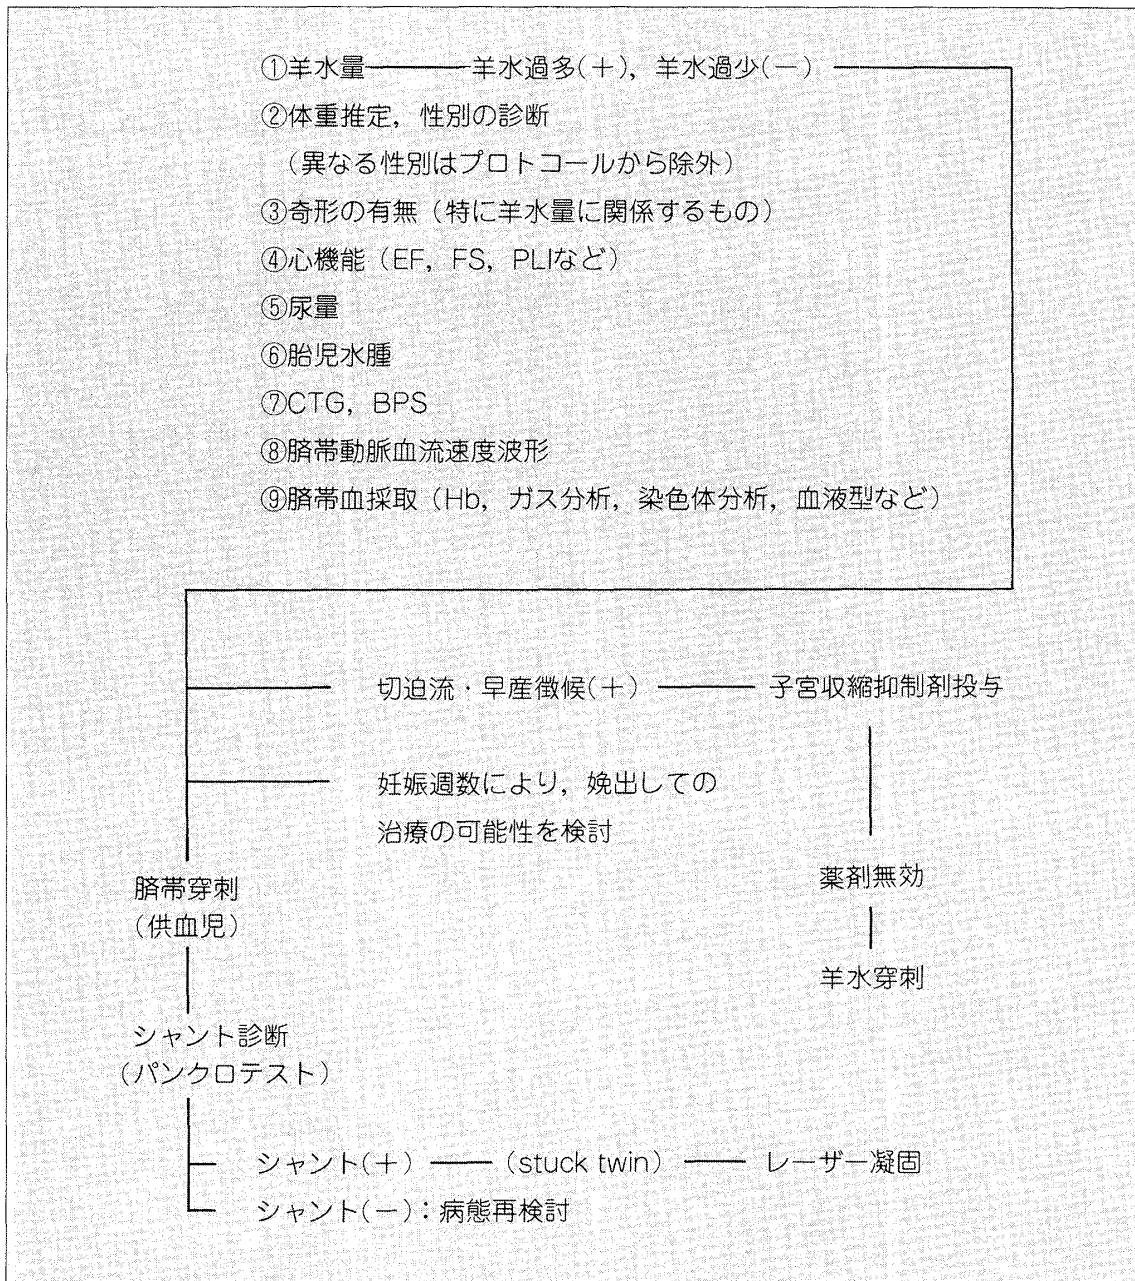 ①羊水量 羊水過多(＋)，羊水過少(－)
②体重推定，性別の診断
（異なる性別はプロトコールから除外）
③奇形の有無（特に羊水量に関係するもの）
④心機能（EF，FS，PLIなど）
⑤尿量
⑥胎児水腫
⑦CTG，BPS
⑧臍帯動脈血流速度波形
⑨臍帯血採取（Hb，ガス分析，染色体分析，血液型など）
切迫流・早産徴候(＋) 子宮収縮抑制剤投与
妊娠週数により，娩出しての
治療の可能性を検討
臍帯穿刺
（供血児）
薬剤無効
羊水穿刺
シャント診断
（パンクロテスト）
シャント(＋) （stuck twin） レーザー凝固
シャント(－)：病態再検討